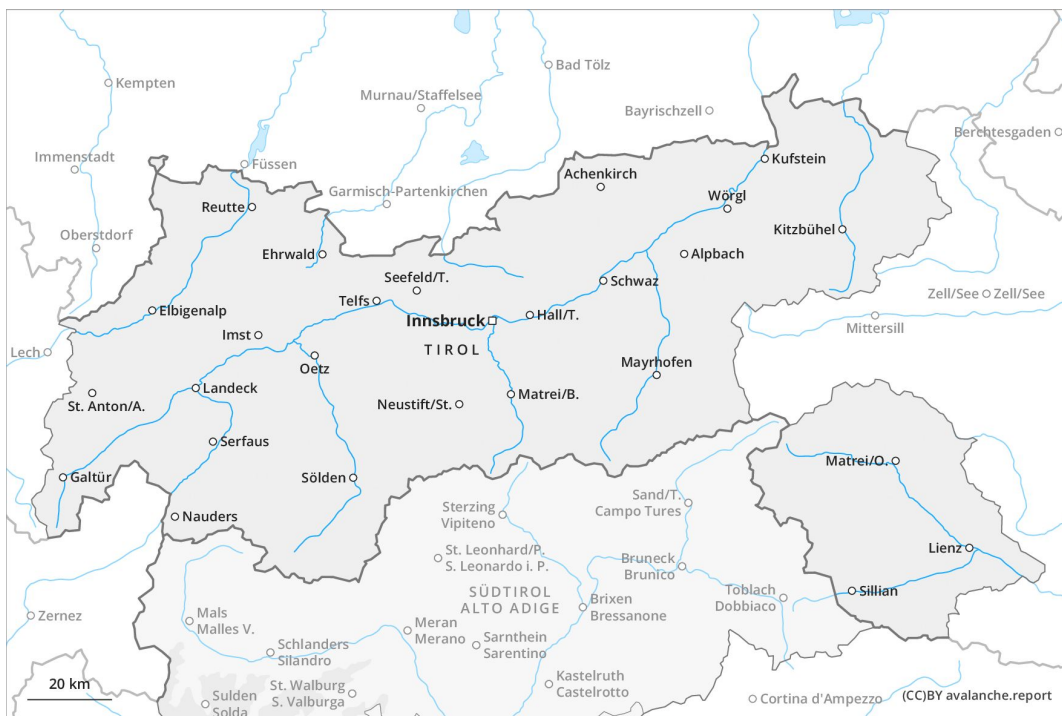 Kempten
Bad Tölz
Murnau/Staffelsee
Bayrischzell
Berchtesgaden
Immenstadt
Füssen
Kufstein
Achenkirch
Garmisch-Partenkirchen
Reutte
Wörgl
Oberstdorf
Kitzbühel
Ehrwald
Alpbach
Seefeld/T.
Schwaz
Telfs
Zell/See
Zell/See
Elbigenalp
Innsbruck
Hall/T.
Mittersill
Imst
TIROL
Lech
Oetz
Mayrhofen
Landeck
St. Anton/A.
Neustift/St.
Matrei/B.
Serfaus
Matrei/O.
Galtür
Sölden
Sand/T.
Campo Tures
Sterzing
Vipiteno
Nauders
Lienz
St. Leonhard/P.
S. Leonardo i. P.
Bruneck
Brunico
SÜDTIROL
ALTO ADIGE
Sillian
Toblach
Dobbiaco
Brixen
Bressanone
Zernez
Mals
Malles V.
Meran
Merano
Sarnthein
Sarentino
Schlanders
Silandro
Kastelruth
Castelrotto
St. Walburg
S. Valburga
20 km
Sulden
Solda
Cortina d'Ampezzo
(CC)BY avalanche.report